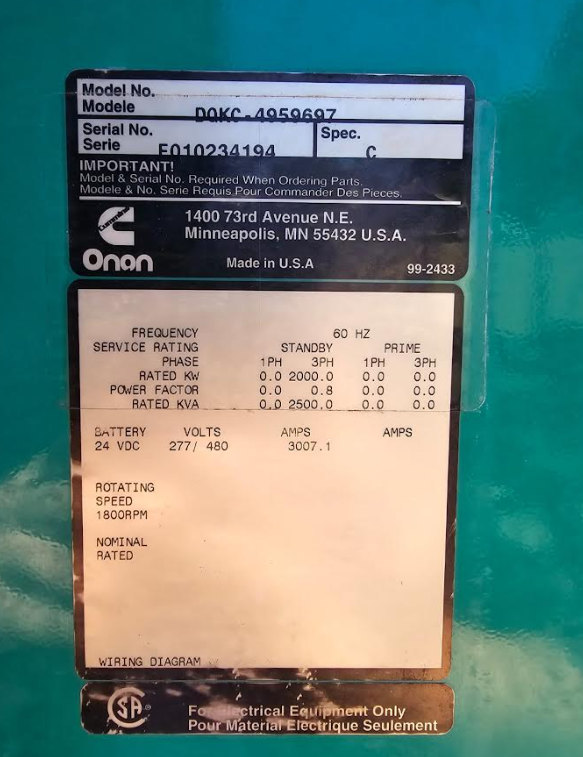 Model No.
Modele DQKC-4959697
Serial No. Spec.
Serie F010234194 C
IMPORTANT!
Model & Serial No. Required When Ordering Parts.
Modele & No. Serie Requis Pour Commander Des Pieces.
Cummins
1400 73rd Avenue N.E.
Minneapolis, MN 55432 U.S.A.
Onan Made in U.S.A 99-2433
FREQUENCY 60 HZ
SERVICE RATING STANDBY PRIME
PHASE 1PH 3PH 1PH 3PH
RATED KW 0.0 2000.0 0.0 0.0
POWER FACTOR 0.0 0.8 0.0 0.0
RATED KVA 0.0 2500.0 0.0 0.0
BATTERY VOLTS AMPS AMPS
24 VDC 277/ 480 3007.1
ROTATING
SPEED
1800RPM
NOMINAL
RATED
WIRING DIAGRAM
SA ®
For Electrical Equipment Only
Pour Material Electrique Seulement